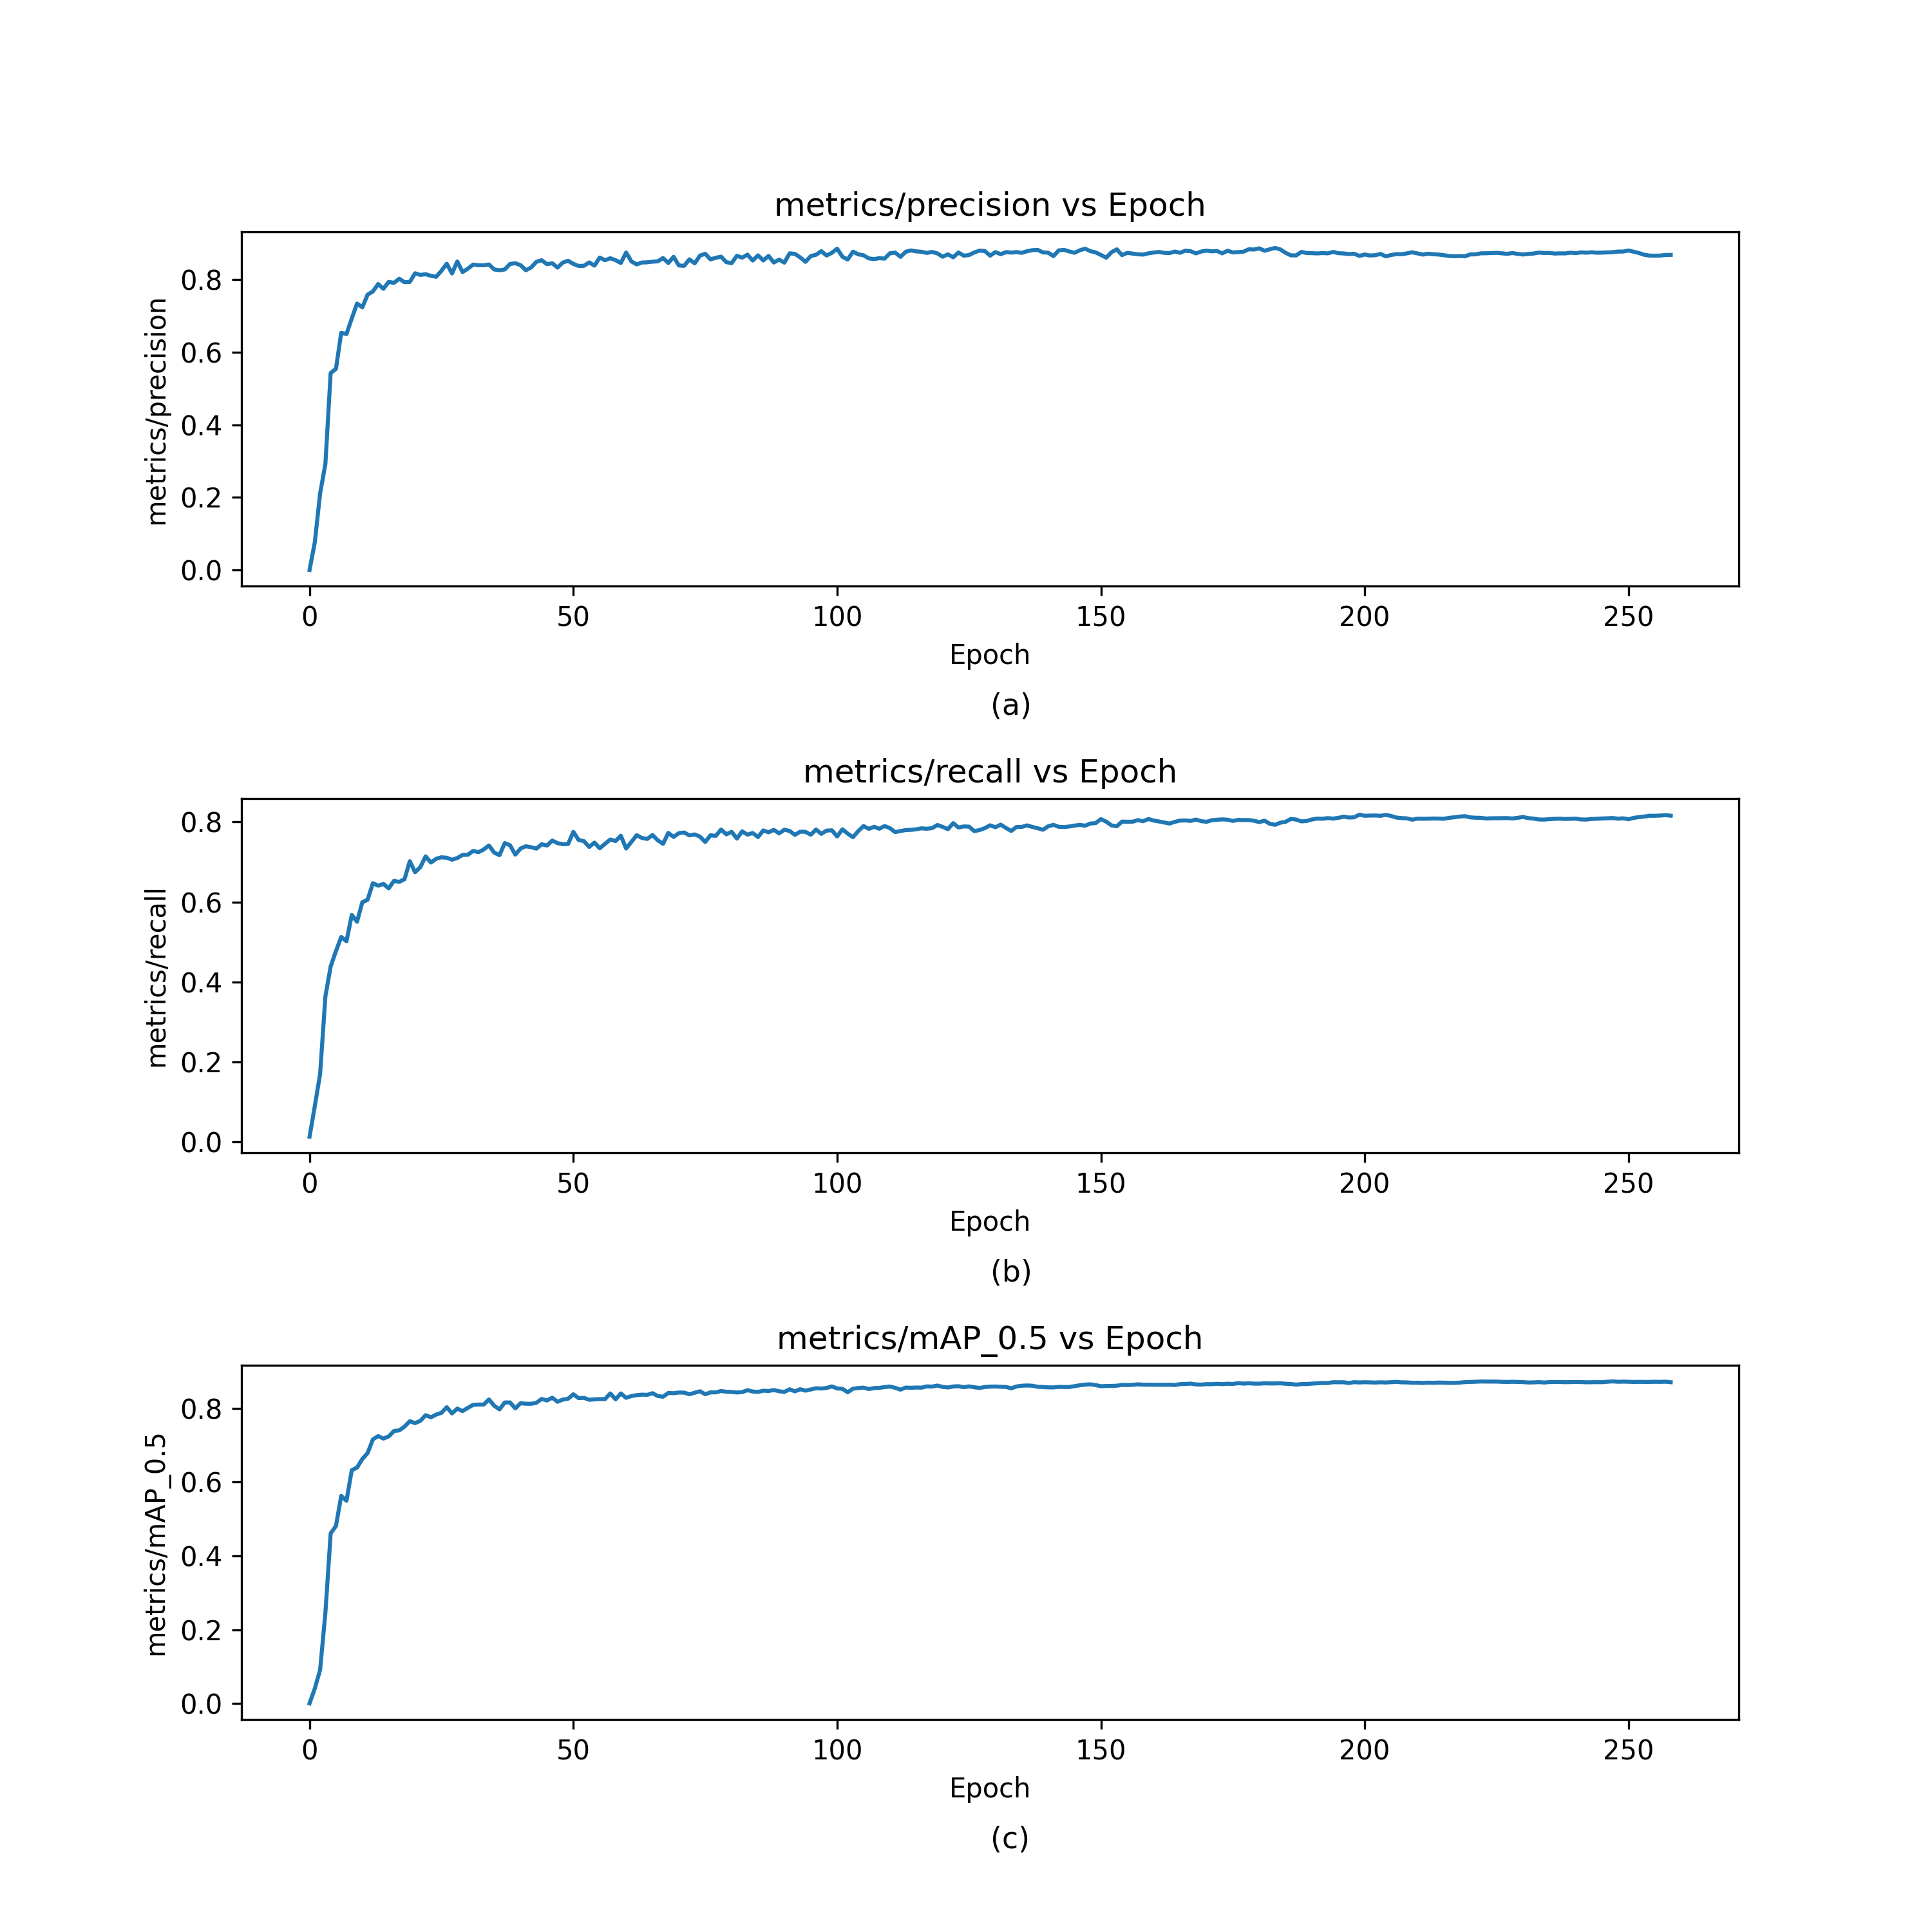 metrics/precision vs Epoch
metrics/precision
0.8
0.6
0.4
0.2
0.0
0 50 100 150 200 250
Epoch
(a)
metrics/recall vs Epoch
metrics/recall
0.8
0.6
0.4
0.2
0.0
0 50 100 150 200 250
Epoch
(b)
metrics/mAP_0.5 vs Epoch
metrics/mAP_0.5
0.8
0.6
0.4
0.2
0.0
0 50 100 150 200 250
Epoch
(c)